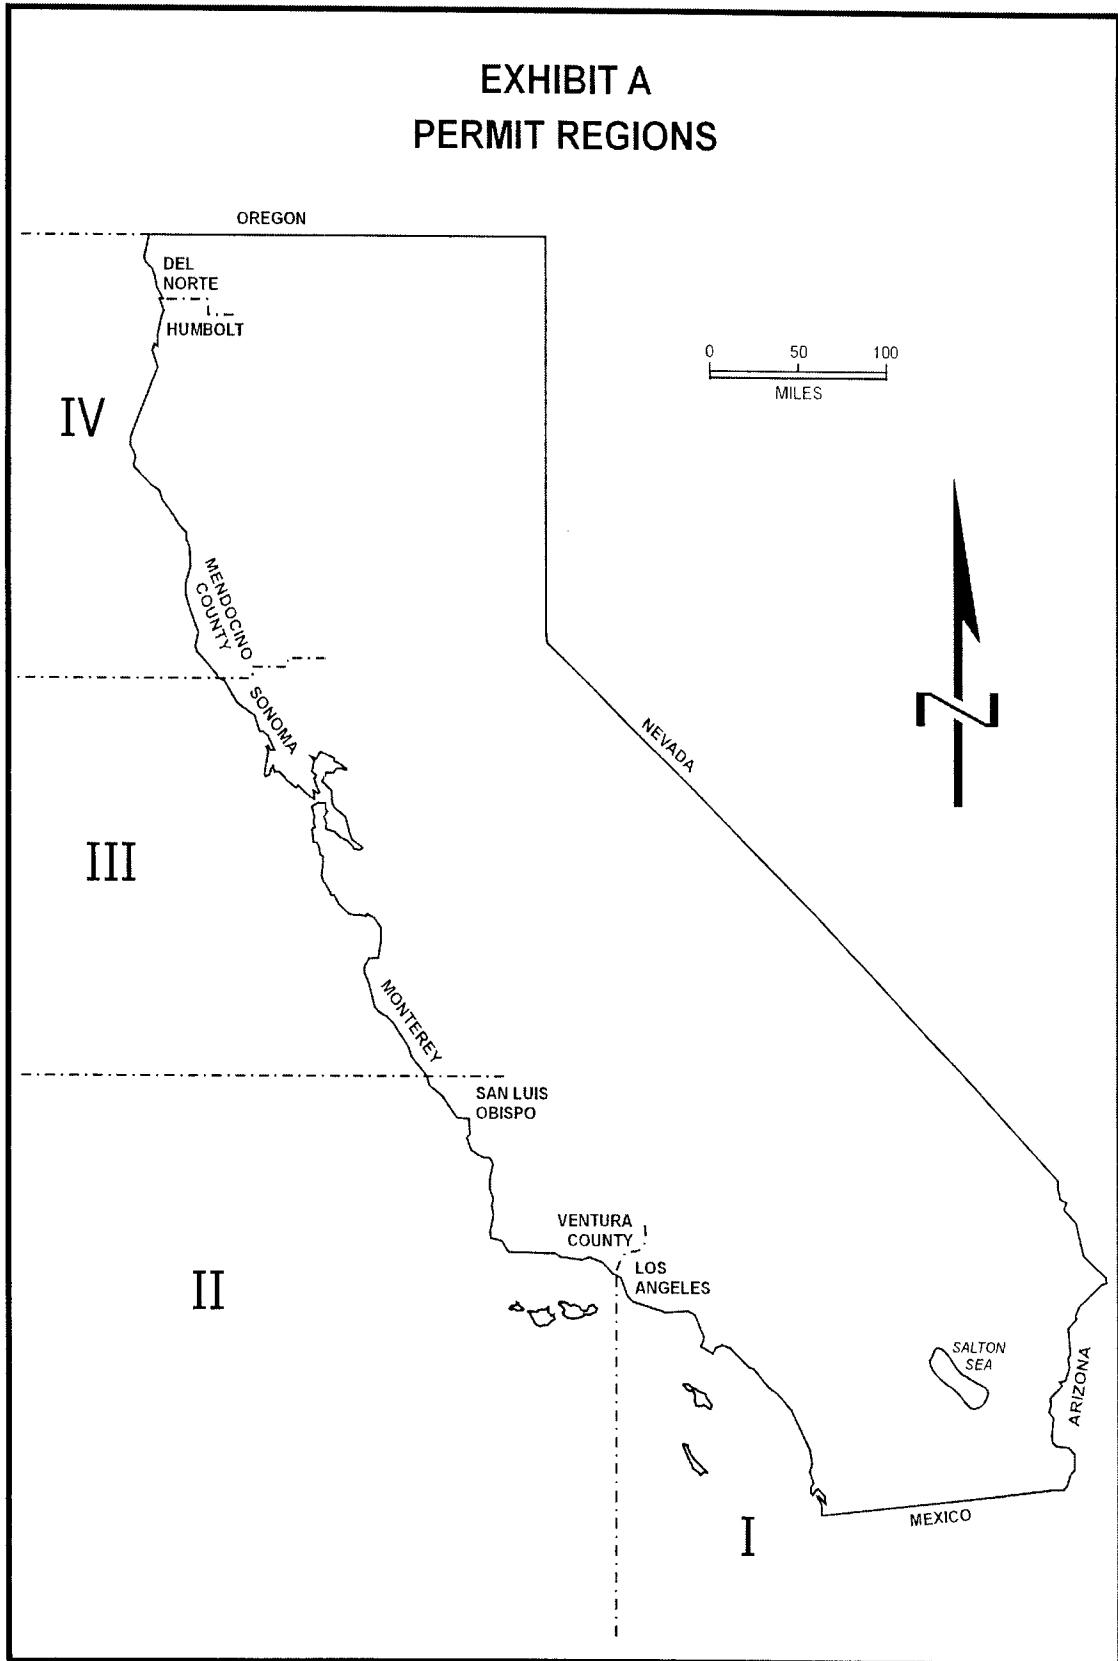 EXHIBIT A
PERMIT REGIONS
OREGON
DEL
NORTE
HUMBOLT
0 50 100
MILES
IV
MENDOCINO
COUNTY
SONOMA
NEVADA
N
III
MONTEREY
SAN LUIS
OBISPO
VENTURA
COUNTY
LOS
ANGELES
II
SALTON
SEA
ARIZONA
MEXICO
I